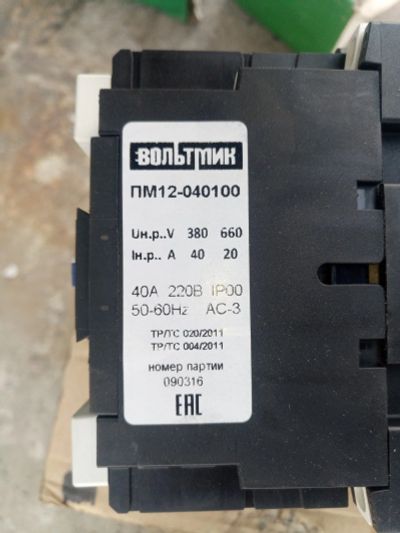 ВОЛЬТМИК
ПМ12-040100
Uн.р..V 380 660
Iн.р.. A 40 20
40А 220В IP00
50-60Hz AC-3
ТР/ТС 020/2011
ТР/ТС 004/2011
номер партии
090316
EAC